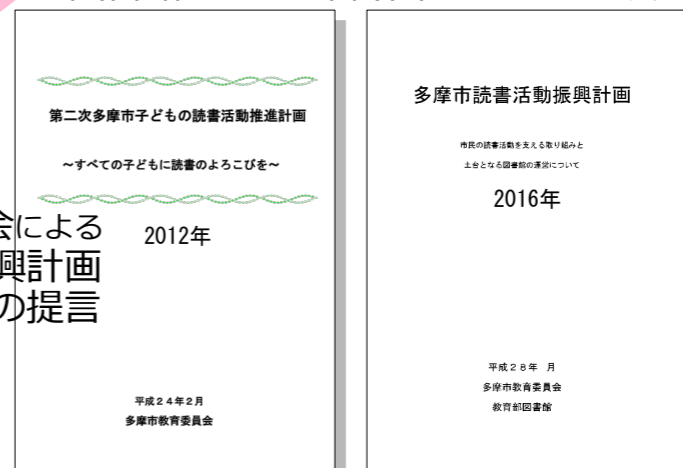 第二次多摩市子どもの読書活動推進計画
～すべての子どもに読書のよろこびを～
2012年
平成２４年２月
多摩市教育委員会
会による
興計画
の提言
多摩市読書活動振興計画
市民の読書活動を支える取り組みと
土台となる図書館の運営について
2016年
平成２８年　月
多摩市教育委員会
教育部図書館